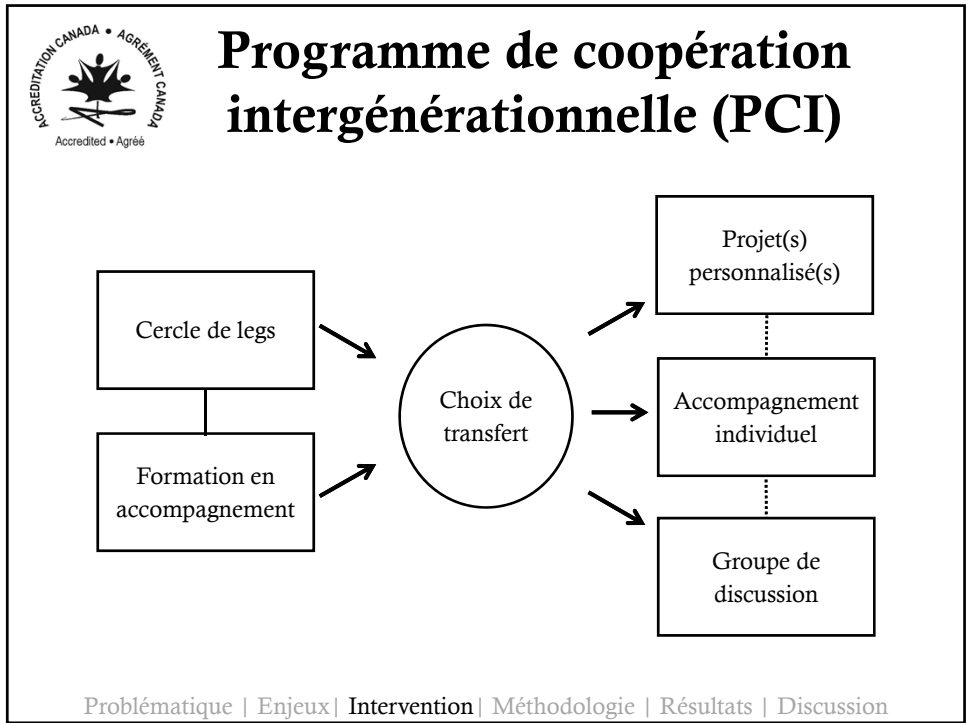 ACCREDITATION CANADA • AGRÉMENT CANADA
Accredited • Agréé
Programme de coopération
intergénérationnelle (PCI)
Cercle de legs
Formation en
accompagnement
Choix de
transfert
Projet(s)
personnalisé(s)
Accompagnement
individuel
Groupe de
discussion
Problématique | Enjeux| Intervention| Méthodologie | Résultats | Discussion